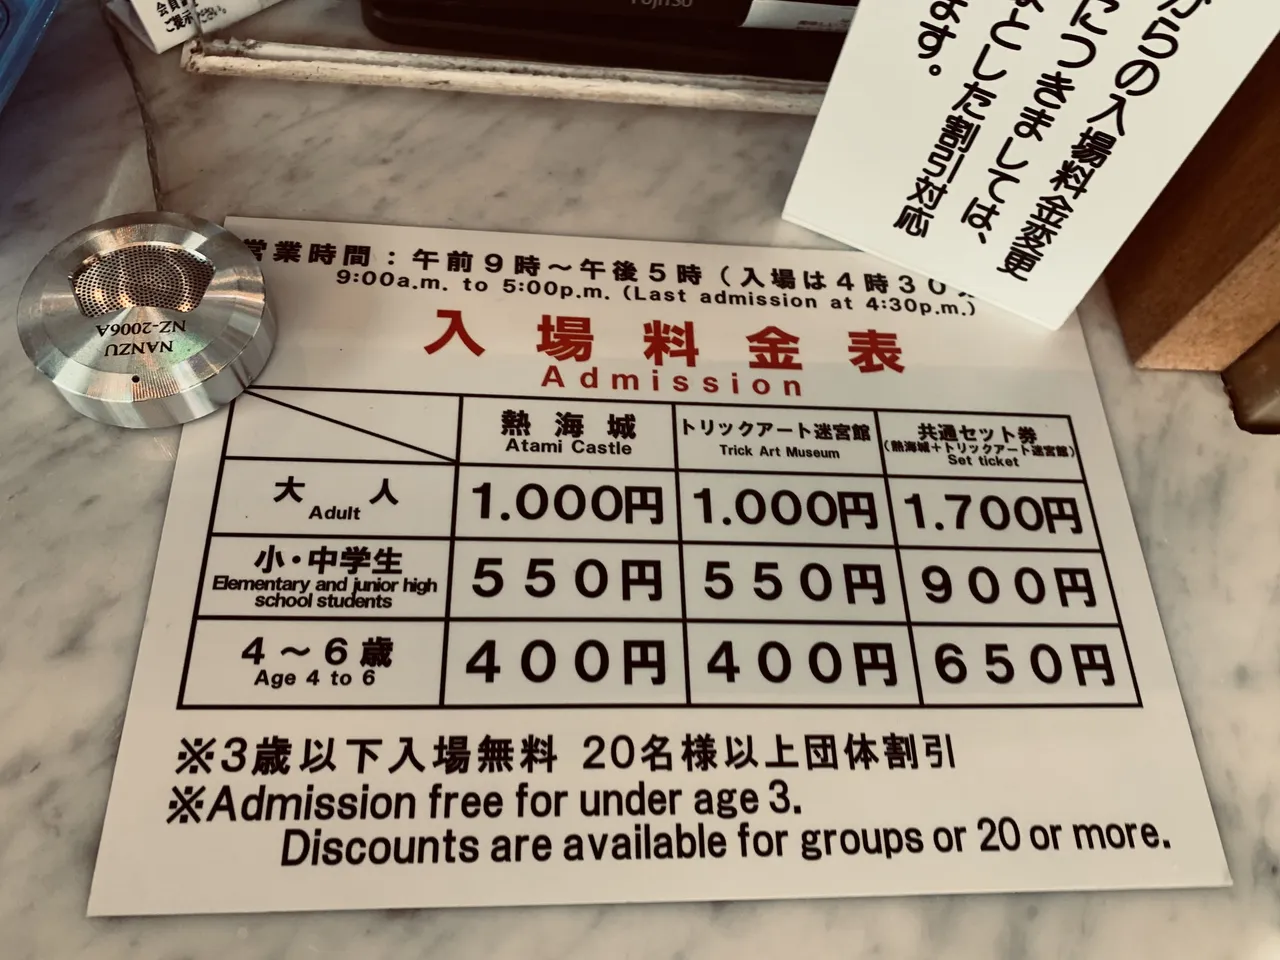 FUJITSU
からの入場料金変更
につきましては、
とした割引対応
ます。
NANZU
NZ-2006A
営業時間：午前９時～午後５時（入場は４時３０
9:00a.m. to 5:00p.m. (Last admission at 4:30p.m.)
入場料金表
Admission
熱海城 トリックアート迷宮館 共通セット券
(熱海城+トリックアート迷宮館)
Atami Castle Trick Art Museum Set ticket
大人 1.000円 1.000円 1.700円
Adult
小・中学生 ５５０円 ５５０円 ９００円
Elementary and junior high
school students
４～６歳 ４００円 ４００円 ６５０円
Age 4 to 6
※3歳以下入場無料 20名様以上団体割引
※Admission free for under age 3.
Discounts are available for groups or 20 or more.